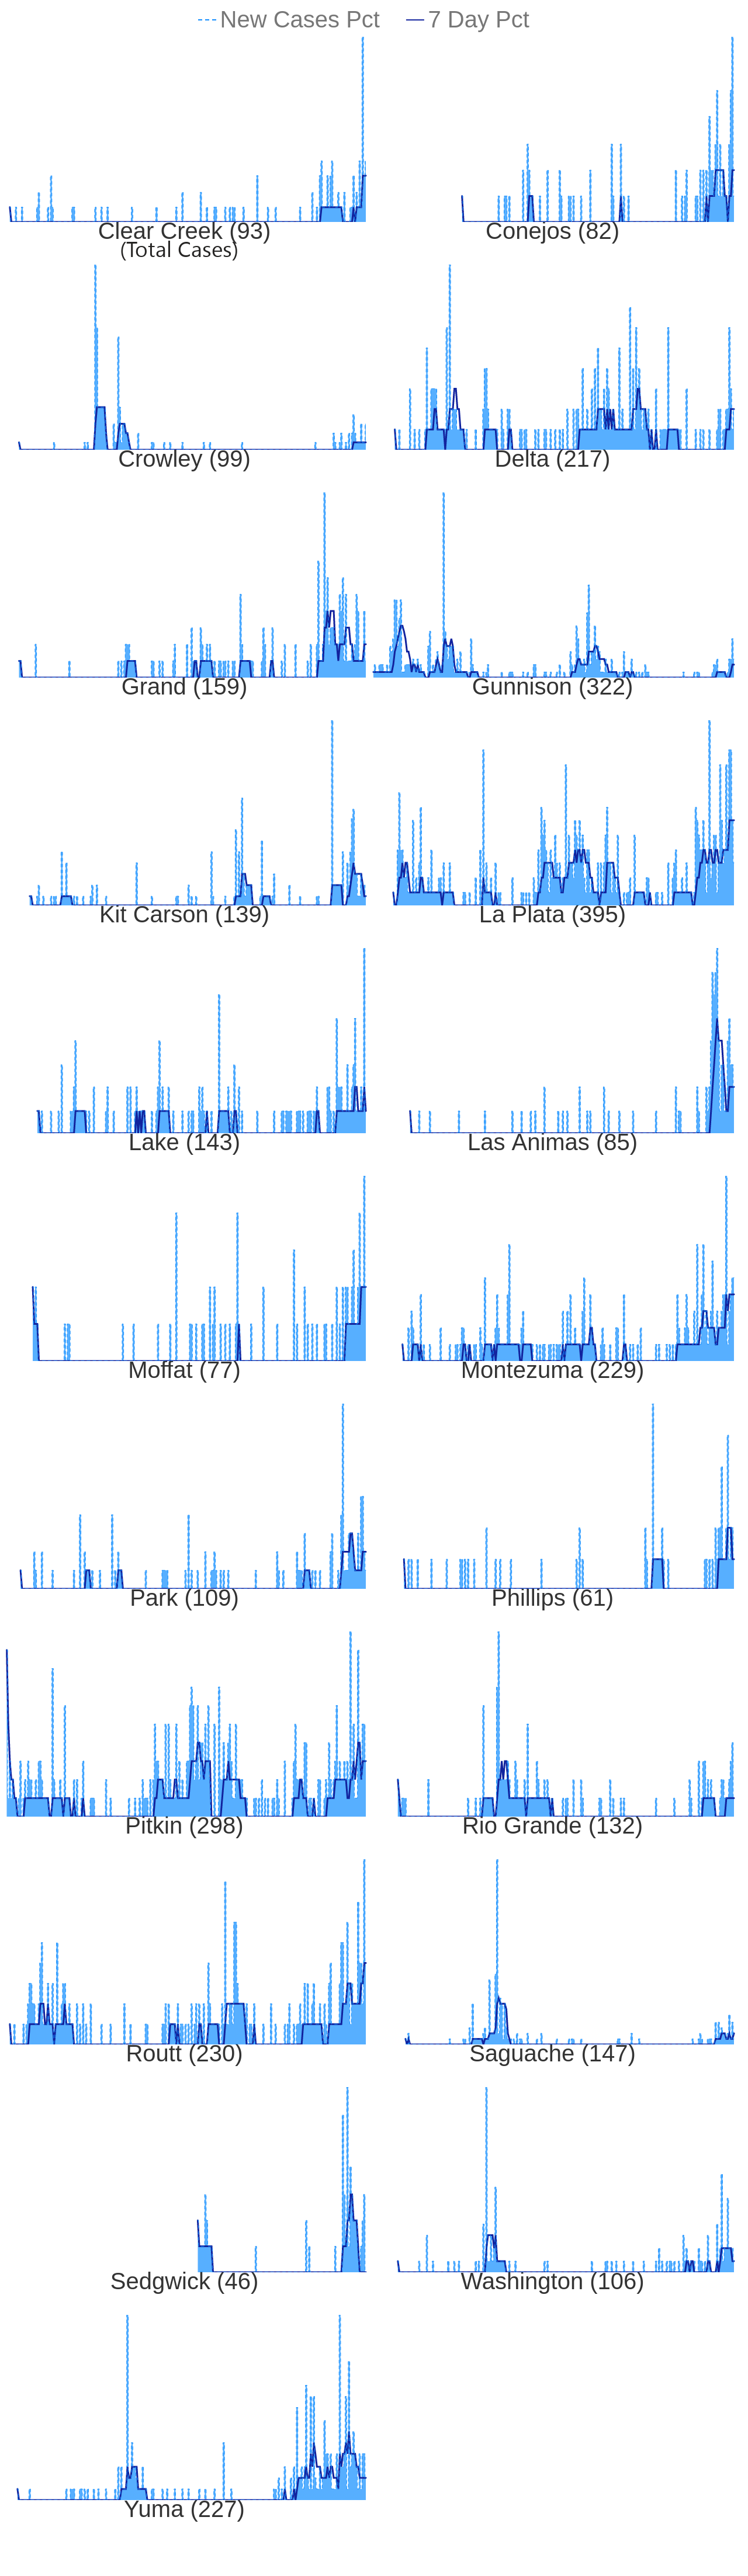 New Cases Pct 7 Day Pct
Clear Creek (93) Conejos (82)
(Total Cases)
Crowley (99) Delta (217)
Grand (159) Gunnison (322)
Kit Carson (139) La Plata (395)
Lake (143) Las Animas (85)
Moffat (77) Montezuma (229)
Park (109) Phillips (61)
Pitkin (298) Rio Grande (132)
Routt (230) Saguache (147)
Sedgwick (46) Washington (106)
Yuma (227)